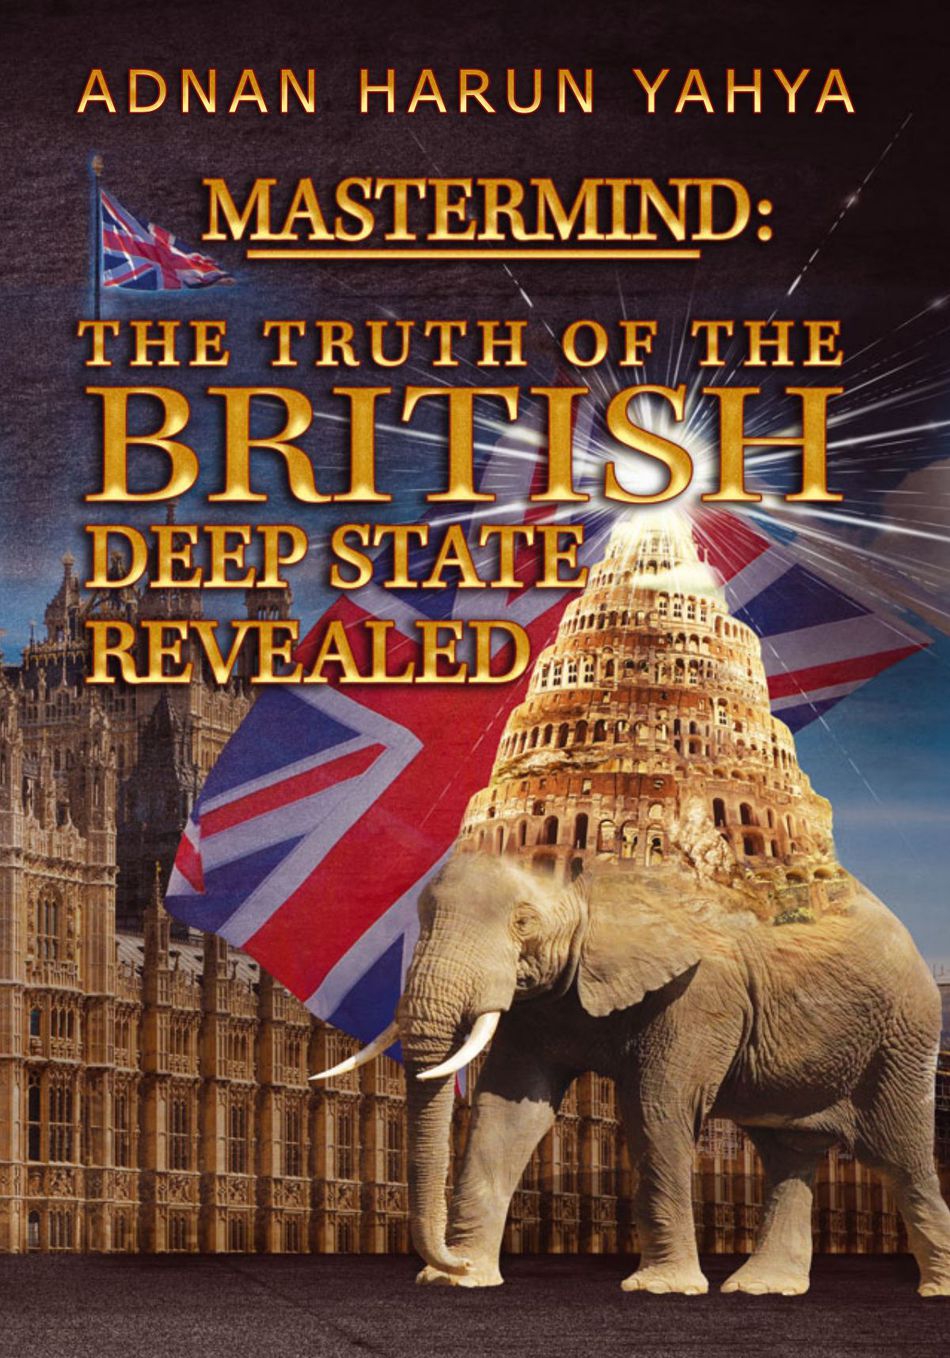 ADNAN HARUN YAHYA
MASTERMIND:
THE TRUTH OF THE
BRITISH
DEEP STATE
REVEALED